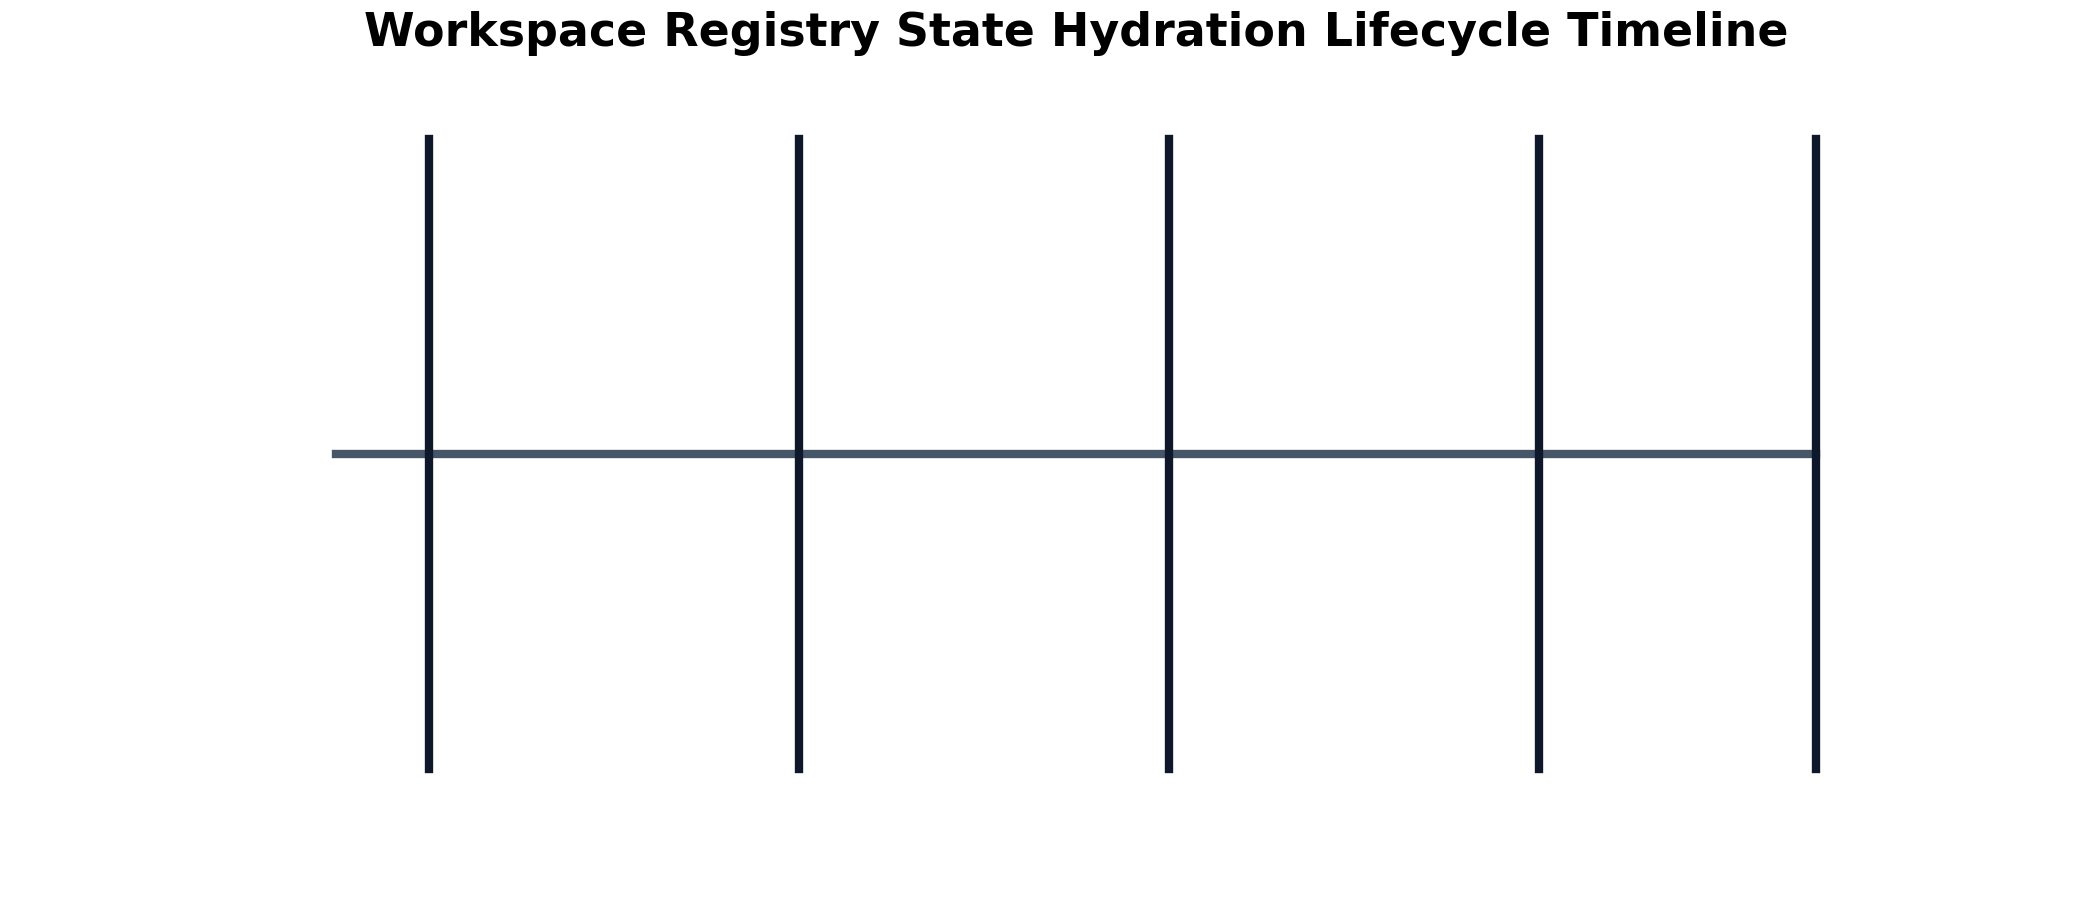 Workspace Registry State Hydration Lifecycle Timeline